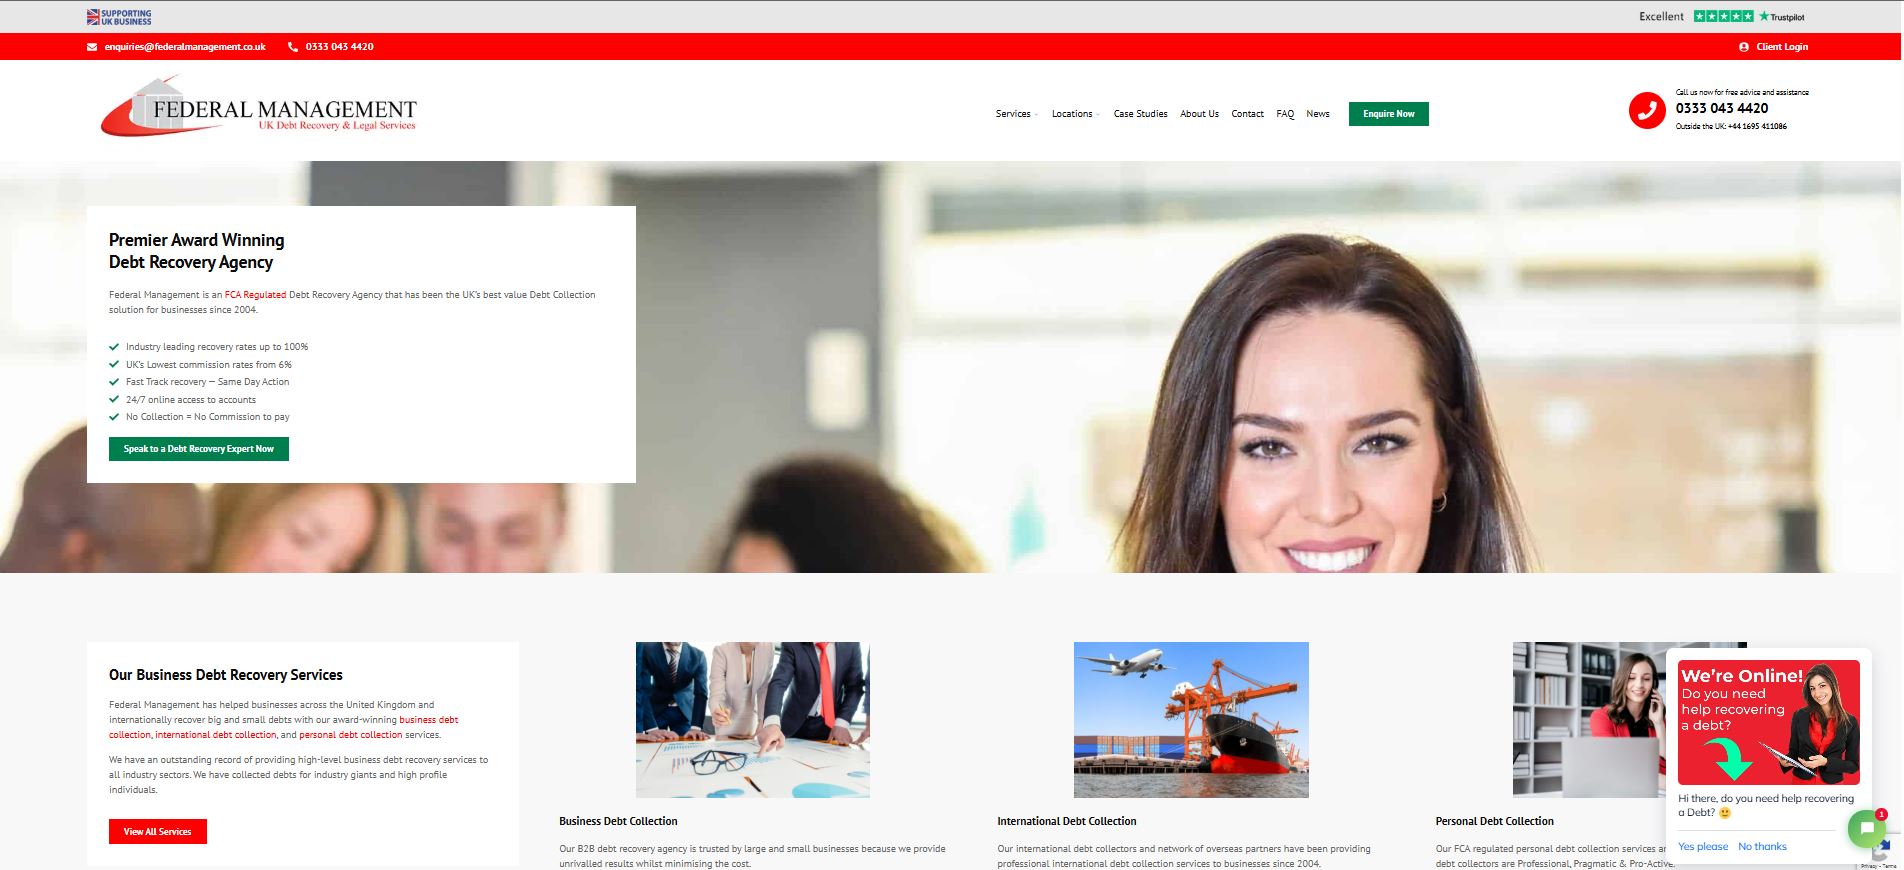 SUPPORTING
UK BUSINESS
Excellent
Trustpilot
enquiries@federalmanagement.co.uk
0333 043 4420
Client Login
FEDERAL MANAGEMENT
UK Debt Recovery & Legal Services
Services
Locations
Case Studies
About Us
Contact
FAQ
News
Enquire Now
Call us now for free advice and assistance
0333 043 4420
Outside the UK: +44 1695 411086
Premier Award Winning
Debt Recovery Agency
Federal Management is an FCA Regulated Debt Recovery Agency that has been the UK's best value Debt Collection
solution for businesses since 2004.
Industry leading recovery rates up to 100%
UK's Lowest commission rates from 6%
Fast Track recovery – Same Day Action
24/7 online access to accounts
No Collection = No Commission to pay
Speak to a Debt Recovery Expert Now
Our Business Debt Recovery Services
Federal Management has helped businesses across the United Kingdom and
internationally recover big and small debts with our award-winning business debt
collection, international debt collection, and personal debt collection services.
We have an outstanding record of providing high-level business debt recovery services to
all industry sectors. We have collected debts for industry giants and high profile
individuals.
View All Services
Business Debt Collection
Our B2B debt recovery agency is trusted by large and small businesses because we provide
unrivalled results whilst minimising the cost.
International Debt Collection
Our international debt collectors and network of overseas partners have been providing
professional international debt collection services to businesses since 2004.
Personal Debt Collection
Our FCA regulated personal debt collection services
debt collectors are Professional, Pragmatic & Pro-Active.
We're Online!
Do you need
help recovering
a debt?
Hi there, do you need help recovering
a Debt? 🙂
Yes please
No thanks
1
Privacy - Terms